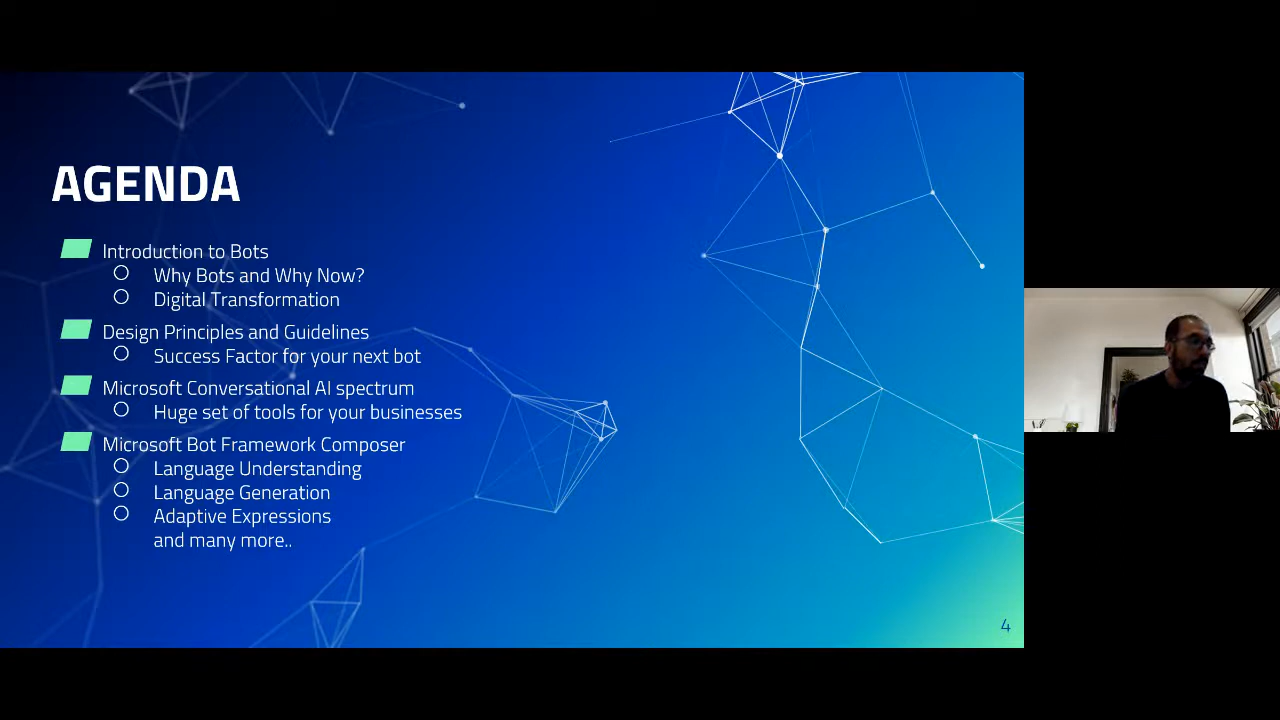 AGENDA
Introduction to Bots
Why Bots and Why Now?
Digital Transformation
Design Principles and Guidelines
Success Factor for your next bot
Microsoft Conversational AI spectrum
Huge set of tools for your businesses
Microsoft Bot Framework Composer
Language Understanding
Language Generation
Adaptive Expressions
and many more..
4